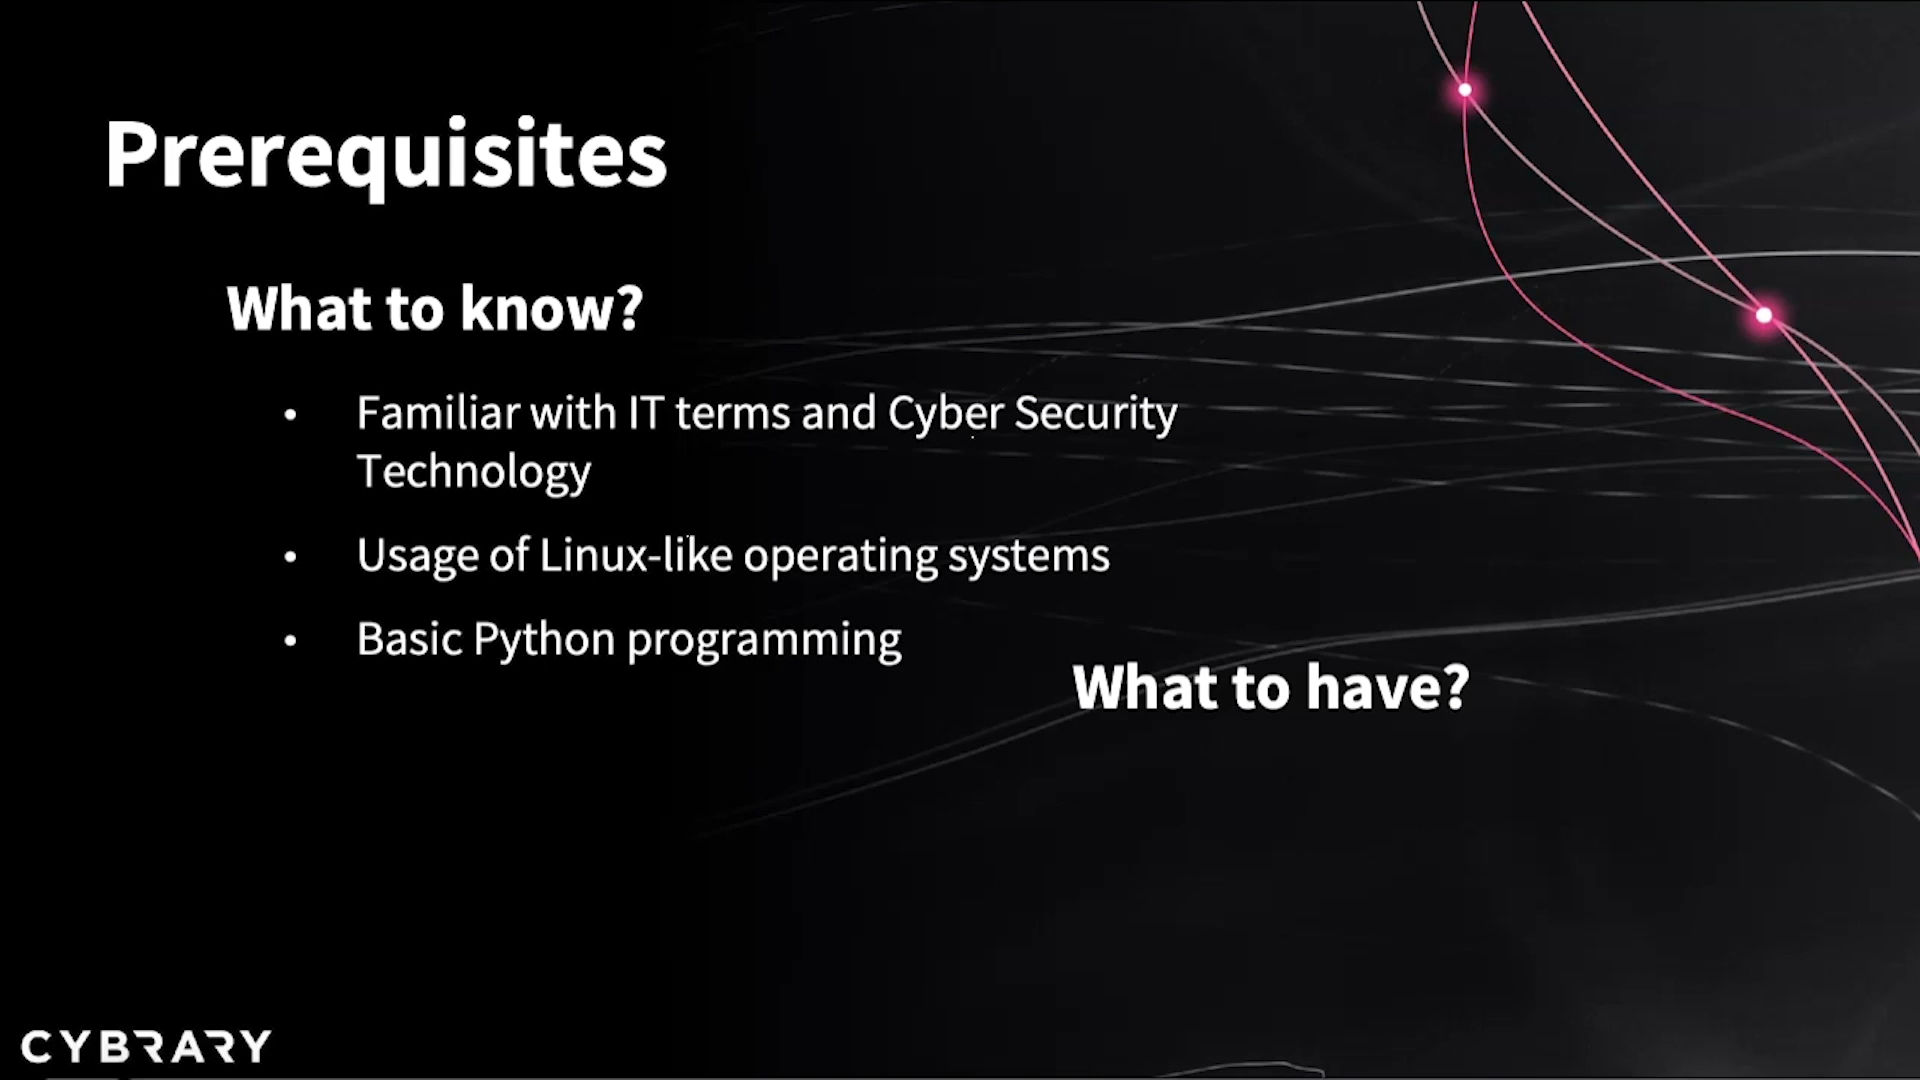 Prerequisites
What to know?
• Familiar with IT terms and Cyber Security
Technology
• Usage of Linux-like operating systems
• Basic Python programming
What to have?
CYBRARY